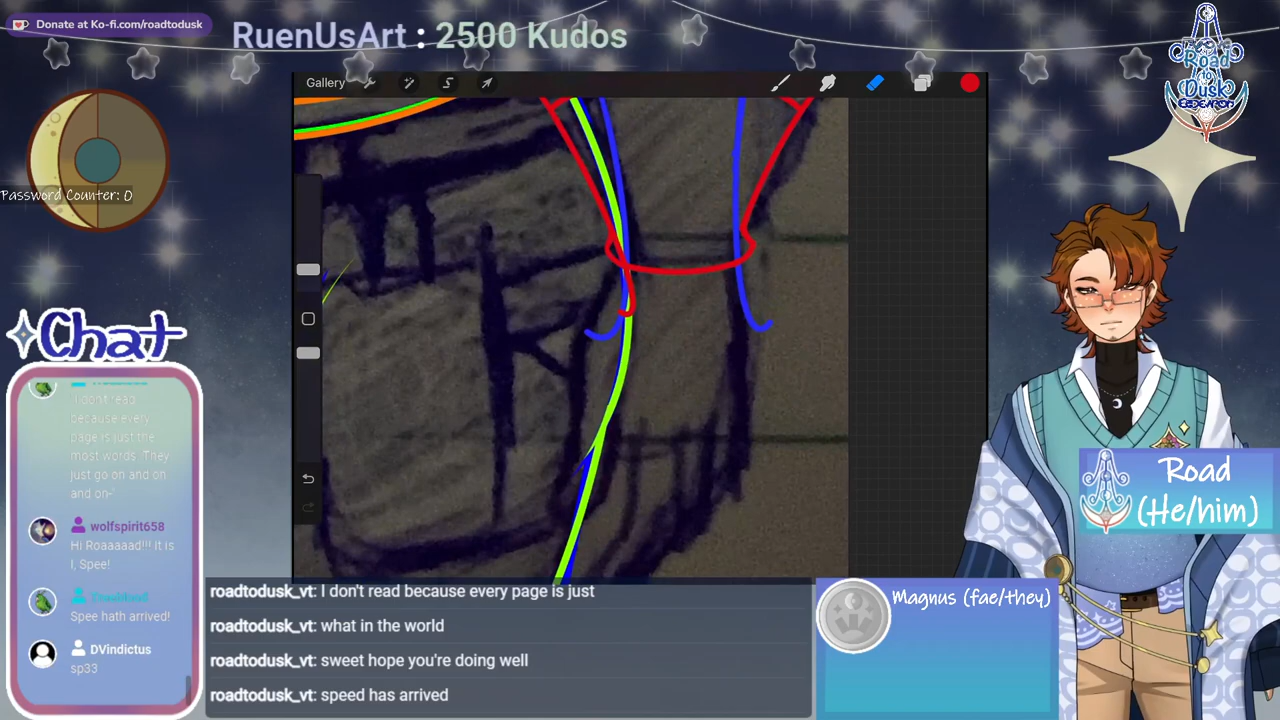 Donate at Ko-fi.com/roadtodusk
RuenUsArt : 2500 Kudos
Road
to
Dusk
Gallery
Password Counter: 0
Chat
"I don't read
because every
page is just the
most words. They
just go on and on
and on-"
wolfspirit658
Hi Roaaaaad!!! It is
I, Spee!
Spee hath arrived!
DVindictus
sp33
roadtodusk_vt: I don't read because every page is just
roadtodusk_vt: what in the world
roadtodusk_vt: sweet hope you're doing well
roadtodusk_vt: speed has arrived
Magnus (fae/they)
Road
(He/him)